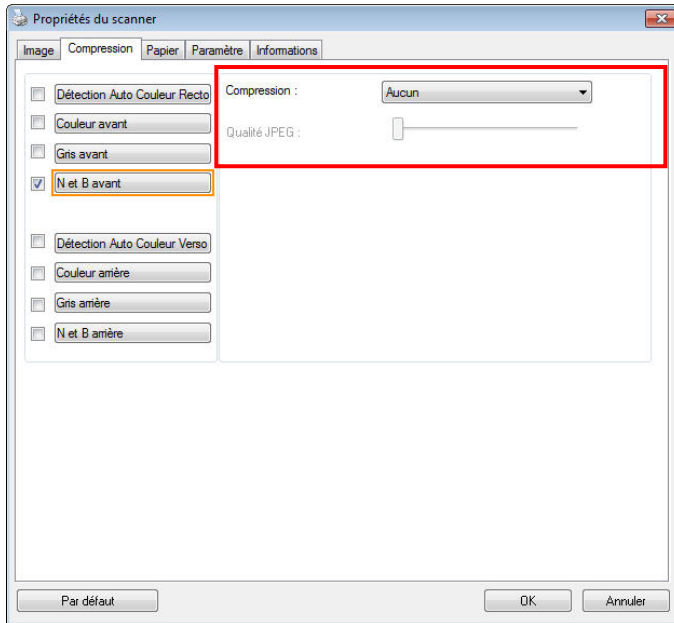 Propriétés du scanner
Image Compression Papier Paramètre Informations
Détection Auto Couleur Recto
Couleur avant
Gris avant
N et B avant
Détection Auto Couleur Verso
Couleur arrière
Gris arrière
N et B arrière
Compression : Aucun
Qualité JPEG :
Par défaut OK Annuler